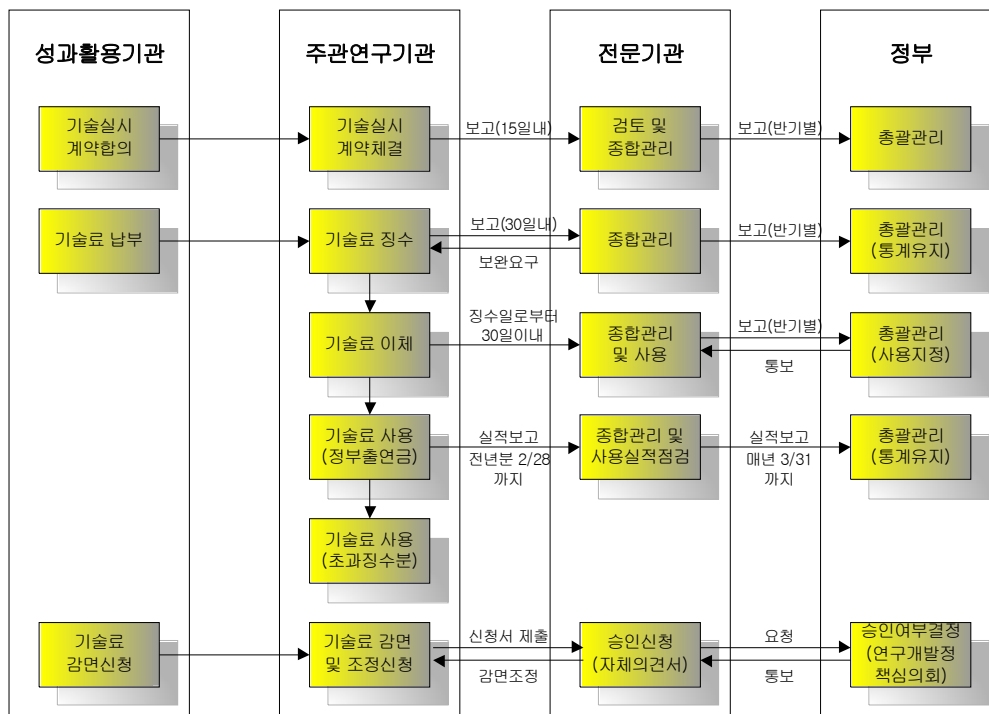 성과활용기관
주관연구기관
전문기관
정부
기술실시
계약합의
기술실시
계약체결
보고(15일내)
검토 및
종합관리
보고(반기별)
총괄관리
기술료 납부
기술료 징수
보고(30일내)
보완요구
종합관리
보고(반기별)
총괄관리
(통계유지)
기술료 이체
징수일로부터
30일이내
종합관리
및 사용
보고(반기별)
통보
총괄관리
(사용지정)
기술료 사용
(정부출연금)
실적보고
전년분 2/28
까지
종합관리 및
사용실적점검
실적보고
매년 3/31
까지
총괄관리
(통계유지)
기술료 사용
(초과징수분)
기술료
감면신청
기술료 감면
및 조정신청
신청서 제출
감면조정
승인신청
(자체의견서)
요청
통보
승인여부결정
(연구개발정
책심의회)